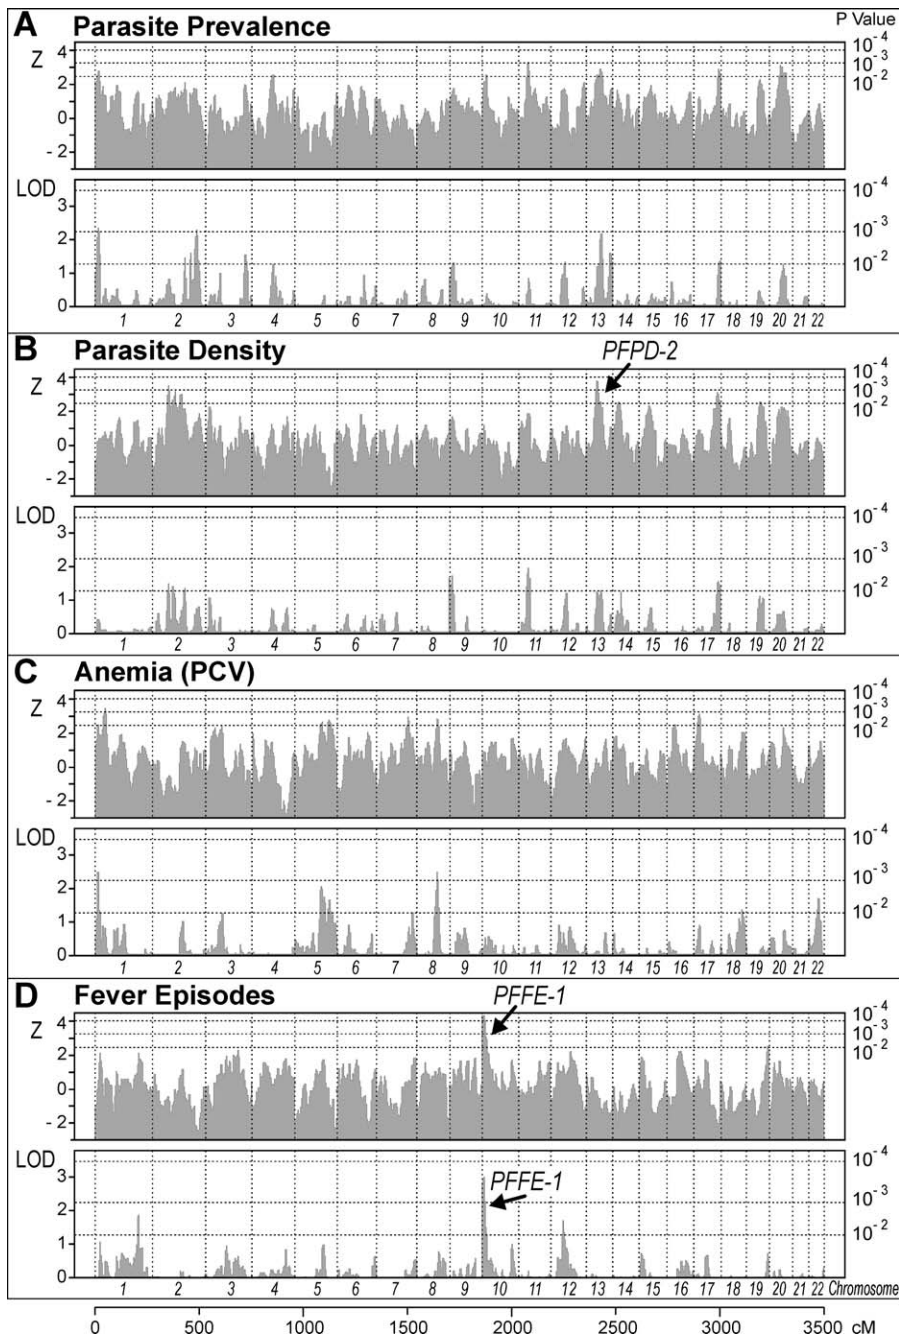 A Parasite Prevalence P Value
Z 4 2 0 - 2 10-4 10-3 10-2
LOD 3 2 1 0 10-4 10-3 10-2
1 2 3 4 5 6 7 8 9 10 11 12 13 14 15 16 17 18 19 20 21 22
B Parasite Density PFPD-2
Z 4 2 0 - 2 10-4 10-3 10-2
LOD 3 2 1 0 10-4 10-3 10-2
1 2 3 4 5 6 7 8 9 10 11 12 13 14 15 16 17 18 19 20 21 22
C Anemia (PCV)
Z 4 2 0 - 2 10-4 10-3 10-2
LOD 3 2 1 0 10-4 10-3 10-2
1 2 3 4 5 6 7 8 9 10 11 12 13 14 15 16 17 18 19 20 21 22
D Fever Episodes PFFE-1
Z 4 2 0 - 2 10-4 10-3 10-2
LOD 3 2 1 0 PFFE-1 10-4 10-3 10-2
1 2 3 4 5 6 7 8 9 10 11 12 13 14 15 16 17 18 19 20 21 22 Chromosome
0 500 1000 1500 2000 2500 3000 3500 cM